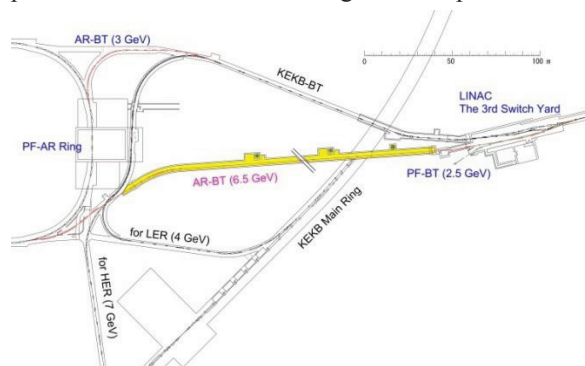 AR-BT (3 GeV)
KEKB-BT
0
50
100 m
LINAC
The 3rd Switch Yard
PF-AR Ring
PF-BT (2.5 GeV)
AR-BT (6.5 GeV)
for LER (4 GeV)
KEKB Main Ring
for HER (7 GeV)